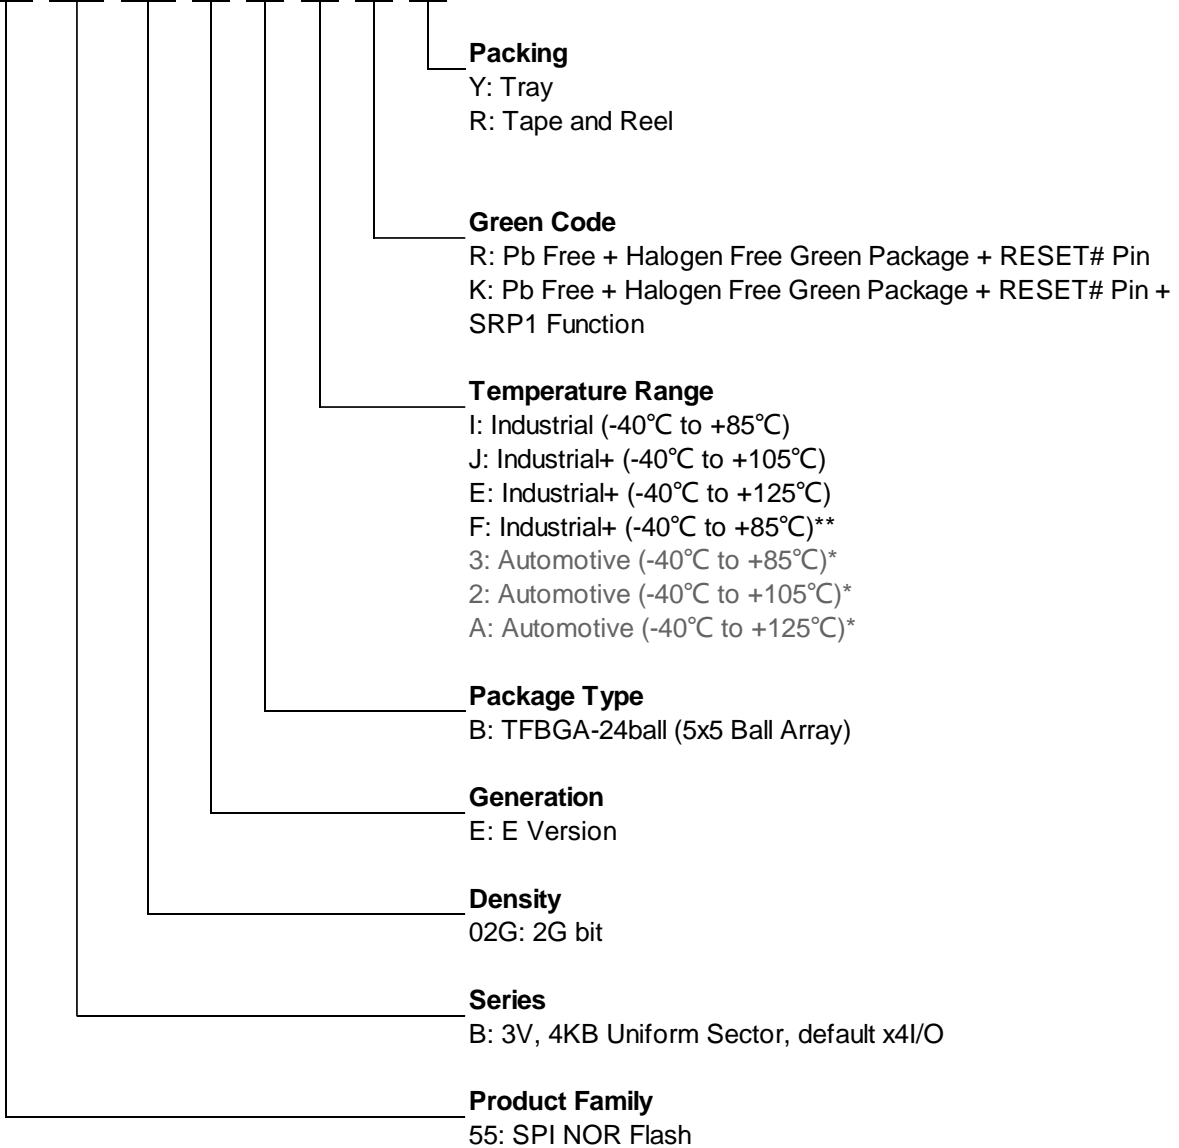 Packing
Y: Tray
R: Tape and Reel
Green Code
R: Pb Free + Halogen Free Green Package + RESET# Pin
K: Pb Free + Halogen Free Green Package + RESET# Pin +
SRP1 Function
Temperature Range
I: Industrial (-40℃ to +85℃)
J: Industrial+ (-40℃ to +105℃)
E: Industrial+ (-40℃ to +125℃)
F: Industrial+ (-40℃ to +85℃)**
3: Automotive (-40℃ to +85℃)*
2: Automotive (-40℃ to +105℃)*
A: Automotive (-40℃ to +125℃)*
Package Type
B: TFBGA-24ball (5x5 Ball Array)
Generation
E: E Version
Density
02G: 2G bit
Series
B: 3V, 4KB Uniform Sector, default x4I/O
Product Family
55: SPI NOR Flash